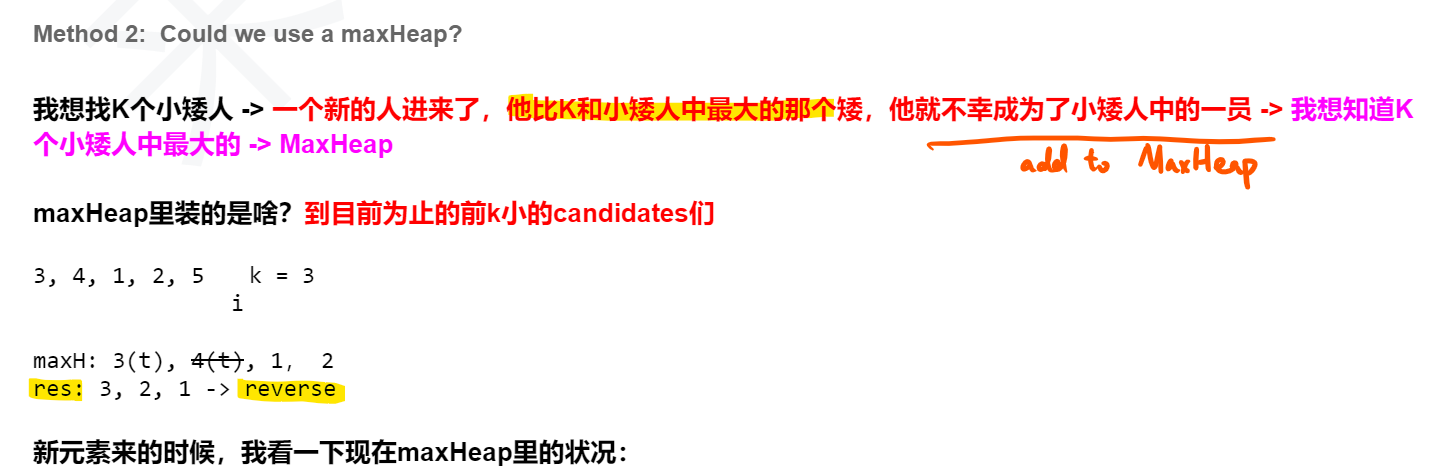 Method 2:  Could we use a maxHeap?
我想找K个小矮人 -> 一个新的人进来了，他比K和小矮人中最大的那个矮，他就不幸成为了小矮人中的一员 -> 我想知道K
个小矮人中最大的 -> MaxHeap
add to MaxHeap
maxHeap里装的是啥？到目前为止的前k小的candidates们
3, 4, 1, 2, 5   k = 3
i
maxH: 3(t), 4(t), 1,  2
res: 3, 2, 1 -> reverse
新元素来的时候，我看一下现在maxHeap里的状况：